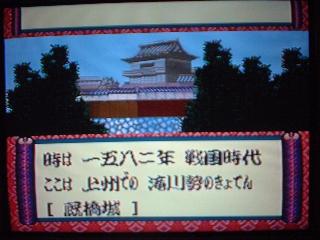 時は 一五八二年 戦国時代
ここは 上州での 滝川勢のきょてん
[ 厩橋城 ]